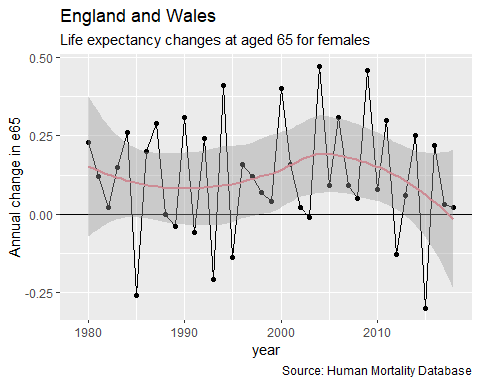 England and Wales
Life expectancy changes at aged 65 for females
Annual change in e65
0.50
0.25
0.00
-0.25
1980 1990 2000 2010
year
Source: Human Mortality Database